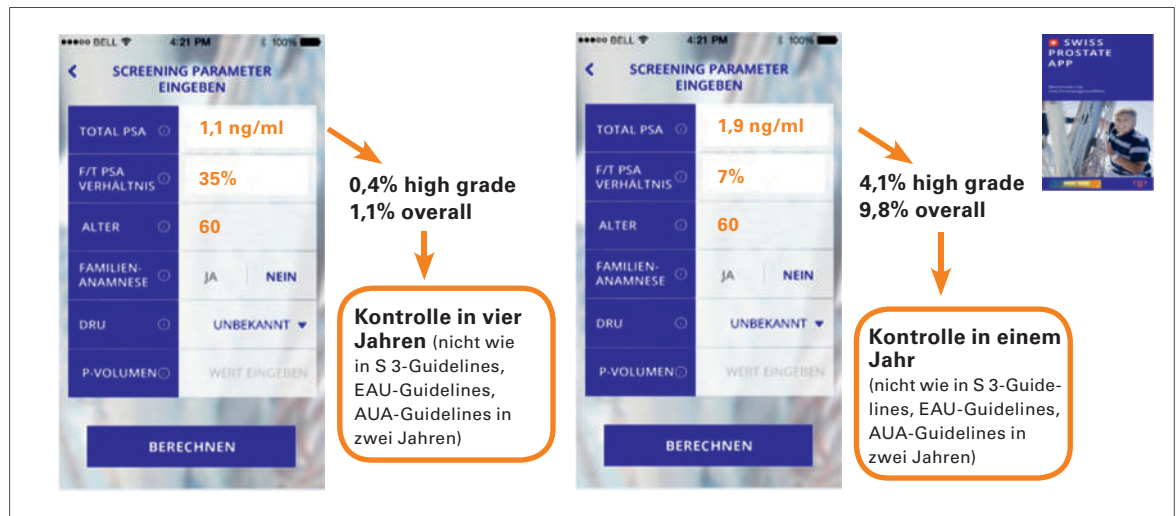 BELL 4:21 PM 100%
SCREENING PARAMETER
EINGEBEN
TOTAL PSA 1,1 ng/ml
F/T PSA
VERHÄLTNIS 35%
ALTER 60
FAMILIEN-
ANAMNESE JA NEIN
DRU UNBEKANNT
P-VOLUMEN WERT EINGEBEN
BERECHNEN
0,4% high grade
1,1% overall
Kontrolle in vier
Jahren (nicht wie
in S 3-Guidelines,
EAU-Guidelines,
AUA-Guidelines in
zwei Jahren)
BELL 4:21 PM 100%
SCREENING PARAMETER
EINGEBEN
TOTAL PSA 1,9 ng/ml
F/T PSA
VERHÄLTNIS 7%
ALTER 60
FAMILIEN-
ANAMNESE JA NEIN
DRU UNBEKANNT
P-VOLUMEN WERT EINGEBEN
BERECHNEN
4,1% high grade
9,8% overall
Kontrolle in einem
Jahr
(nicht wie in S 3-Guide-
lines, EAU-Guidelines,
AUA-Guidelines in
zwei Jahren)
SWISS
PROSTATE
APP